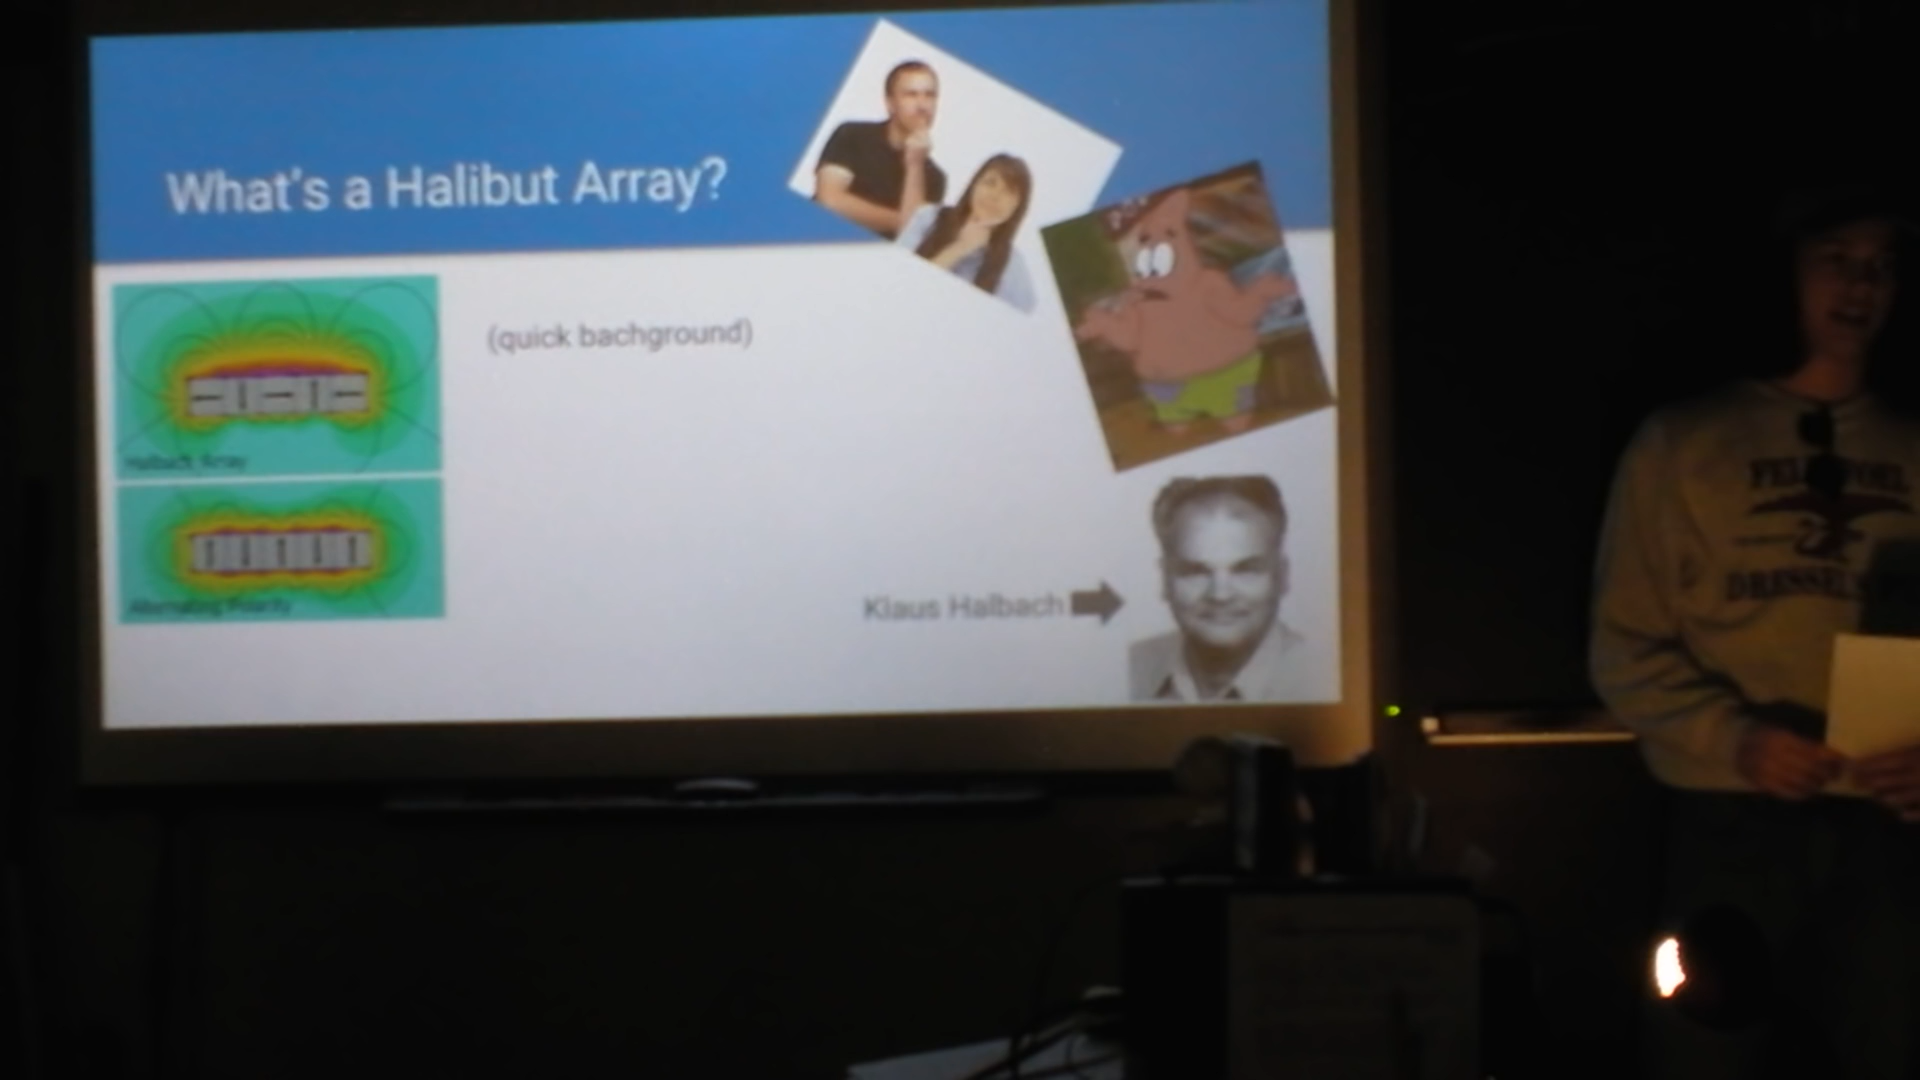 What's a Halibut Array?
(quick bachground)
Halbach Array
Alternating Polarity
Klaus Halbach